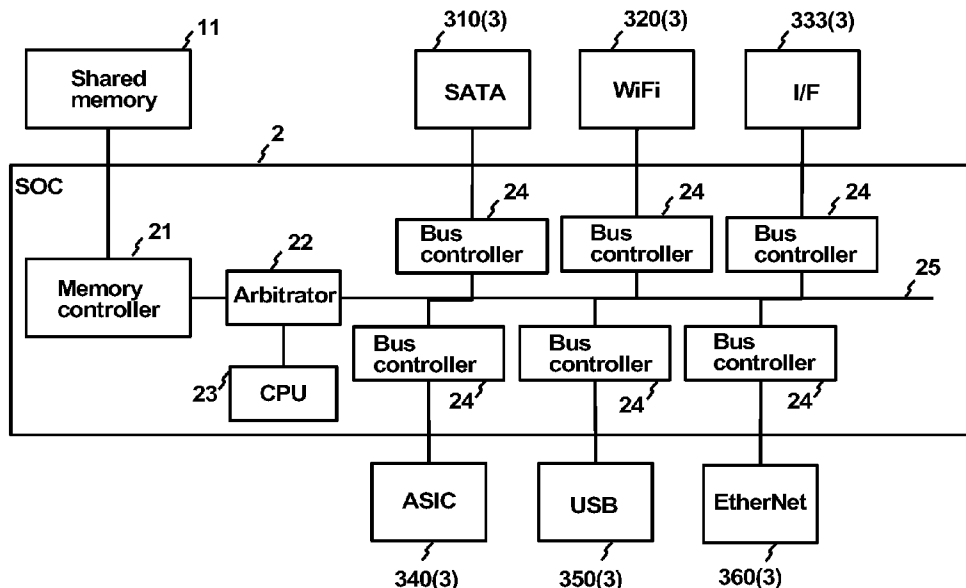 11
310(3)
320(3)
333(3)
Shared
memory
SATA
WiFi
I/F
2
SOC
24
24
24
21
22
Bus
controller
Bus
controller
Bus
controller
25
Memory
controller
Arbitrator
Bus
controller
Bus
controller
Bus
controller
23
CPU
24
24
24
ASIC
USB
EtherNet
340(3)
350(3)
360(3)